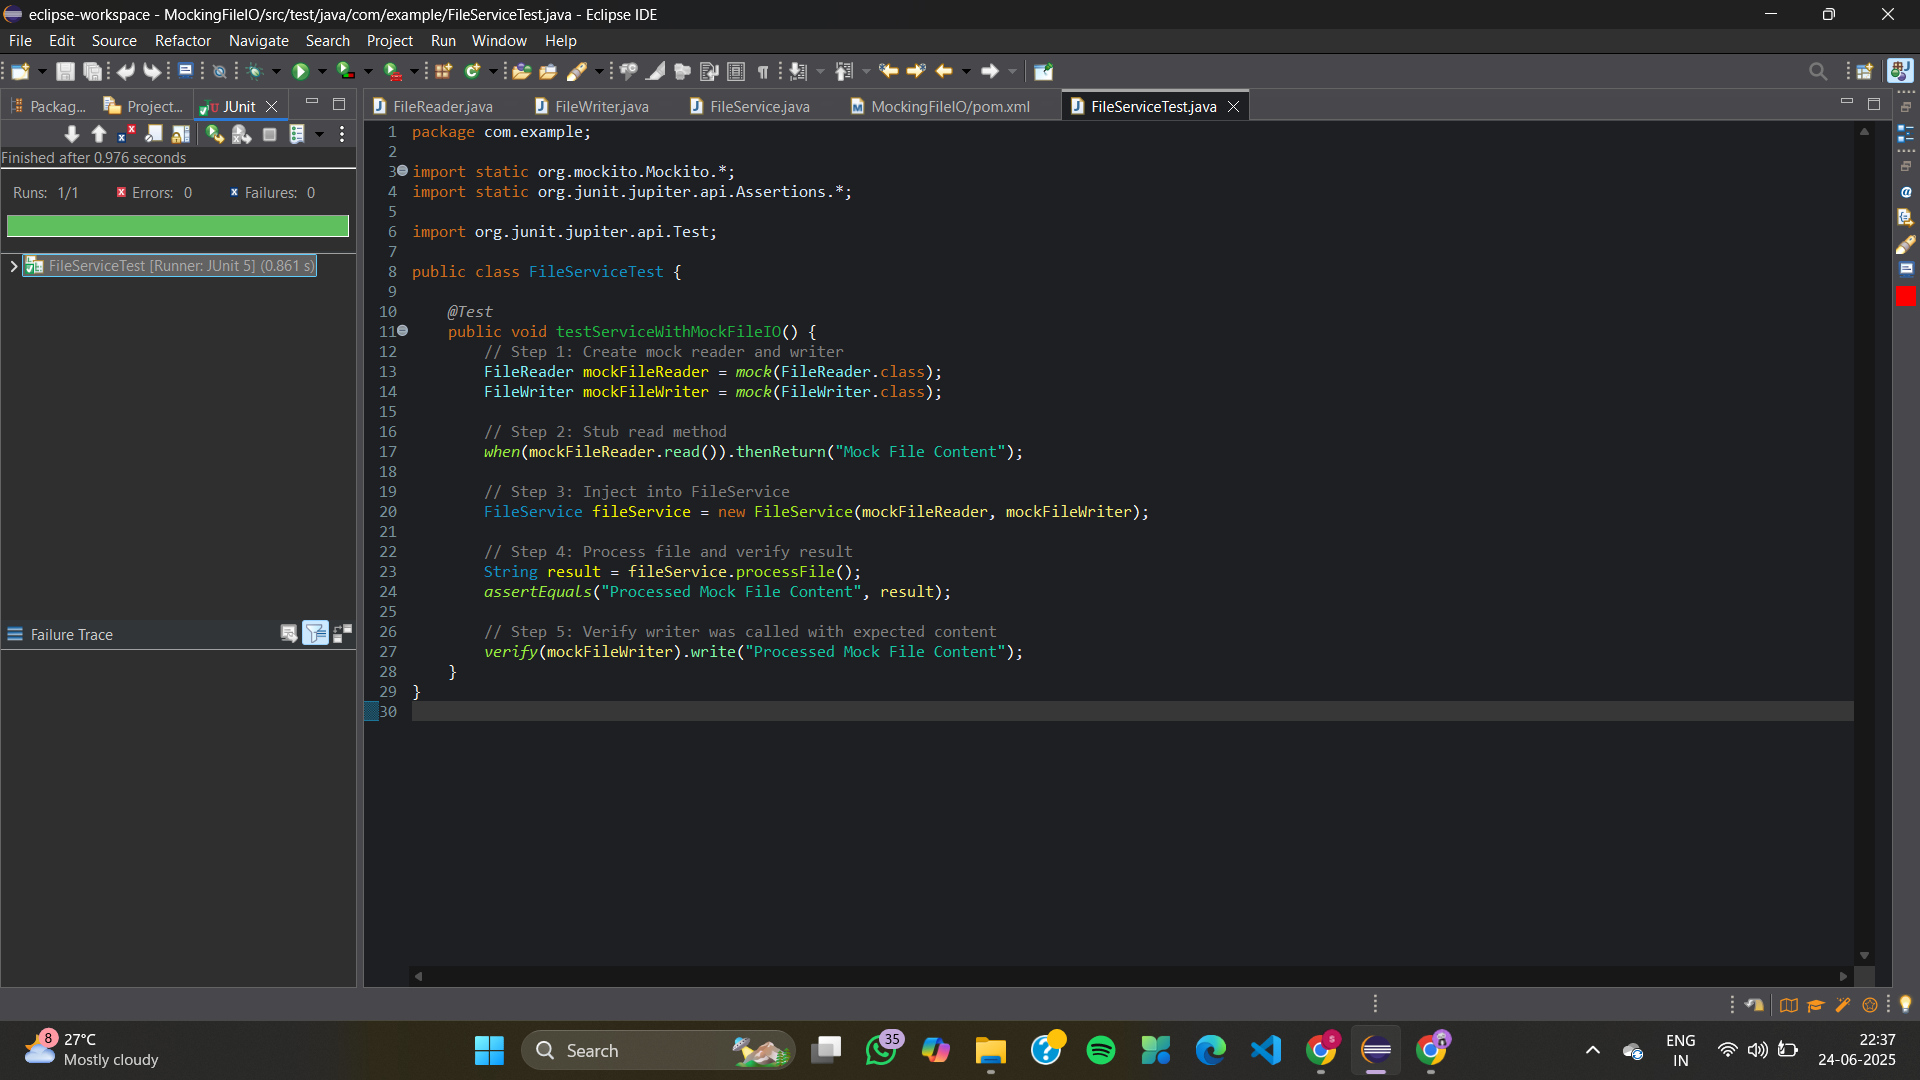 eclipse-workspace - MockingFileIO/src/test/java/com/example/FileServiceTest.java - Eclipse IDE
File Edit Source Refactor Navigate Search Project Run Window Help
Packag... Project... JUnit
FileReader.java FileWriter.java FileService.java MockingFileIO/pom.xml FileServiceTest.java
Finished after 0.976 seconds
Runs: 1/1 Errors: 0 Failures: 0
FileServiceTest [Runner: JUnit 5] (0.861 s)
Failure Trace
1 package com.example;
2
3 import static org.mockito.Mockito.*;
4 import static org.junit.jupiter.api.Assertions.*;
5
6 import org.junit.jupiter.api.Test;
7
8 public class FileServiceTest {
9
10 @Test
11 public void testServiceWithMockFileIO() {
12 // Step 1: Create mock reader and writer
13 FileReader mockFileReader = mock(FileReader.class);
14 FileWriter mockFileWriter = mock(FileWriter.class);
15
16 // Step 2: Stub read method
17 when(mockFileReader.read()).thenReturn("Mock File Content");
18
19 // Step 3: Inject into FileService
20 FileService fileService = new FileService(mockFileReader, mockFileWriter);
21
22 // Step 4: Process file and verify result
23 String result = fileService.processFile();
24 assertEquals("Processed Mock File Content", result);
25
26 // Step 5: Verify writer was called with expected content
27 verify(mockFileWriter).write("Processed Mock File Content");
28 }
29 }
30
8 27°C
Mostly cloudy
Search
35
ENG
IN
22:37
24-06-2025